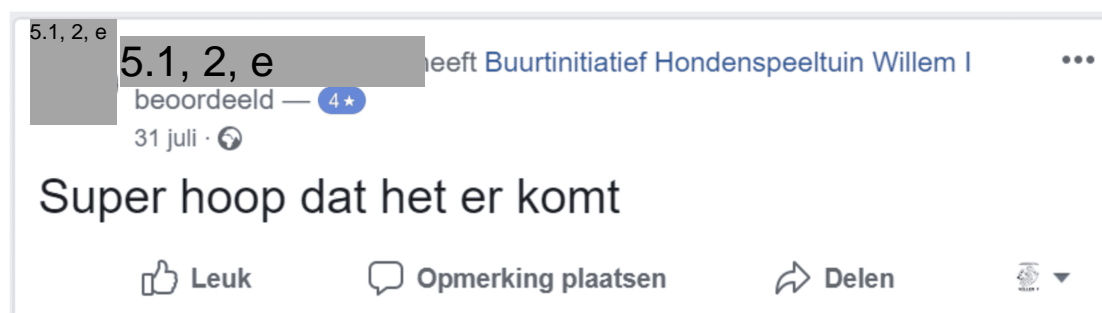 5.1, 2, e
5.1, 2, e heeft Buurtinitiatief Hondenspeeltuin Willem I
beoordeeld — 4★
31 juli ·
Super hoop dat het er komt
Leuk Opmerking plaatsen Delen